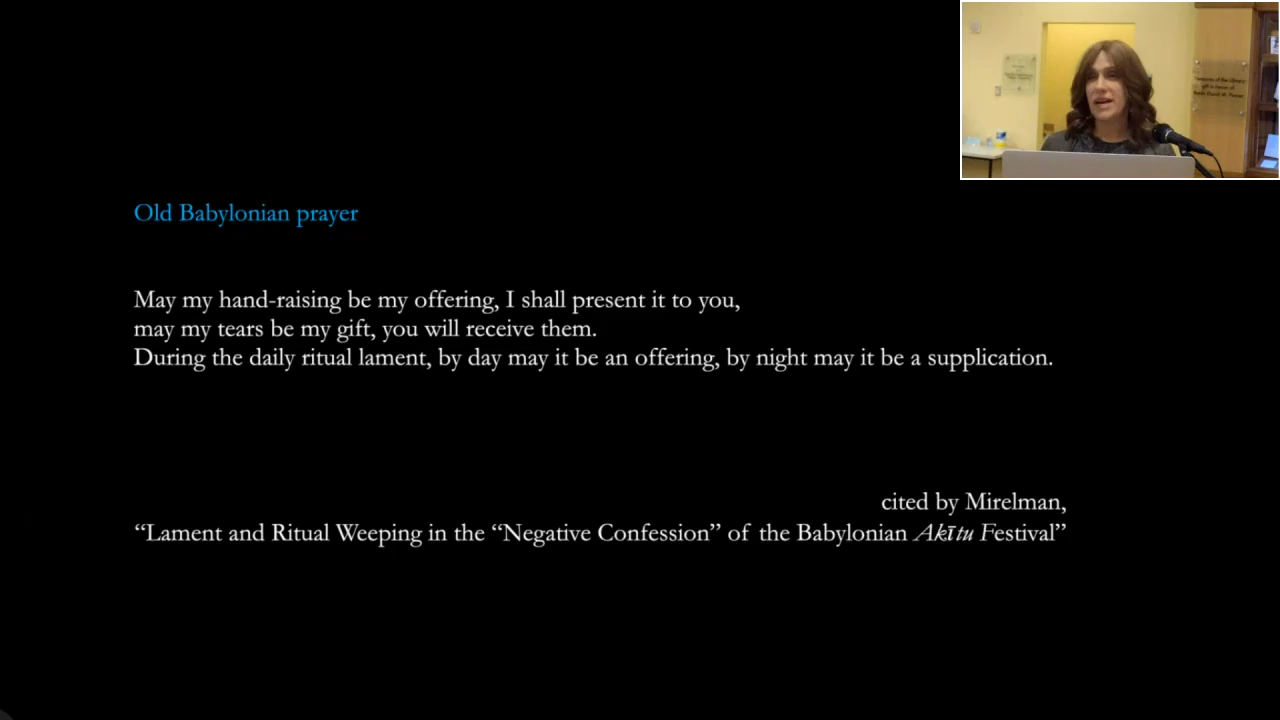 Old Babylonian prayer
May my hand-raising be my offering, I shall present it to you,
may my tears be my gift, you will receive them.
During the daily ritual lament, by day may it be an offering, by night may it be a supplication.
cited by Mirelman,
“Lament and Ritual Weeping in the “Negative Confession” of the Babylonian Akītu Festival”